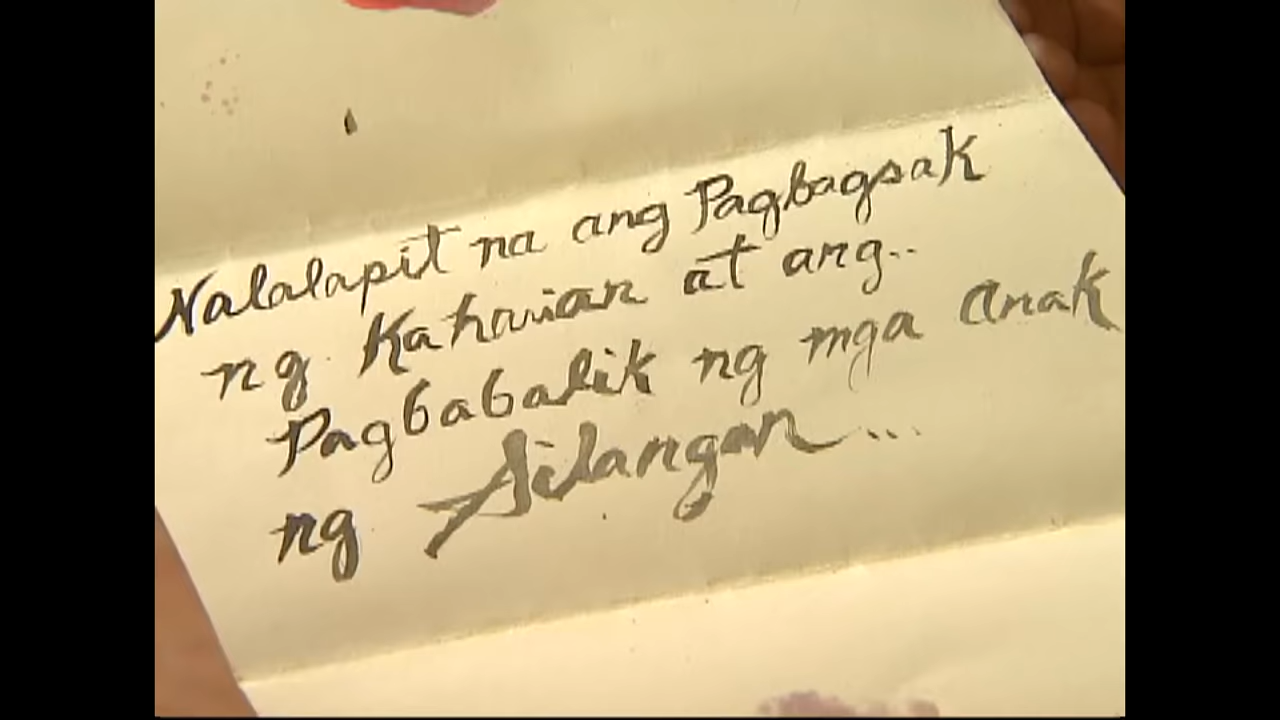 Nalalapit na ang Pagbagsak
ng Kaharian at ang..
Pagbabalik ng mga anak
ng Silangan...